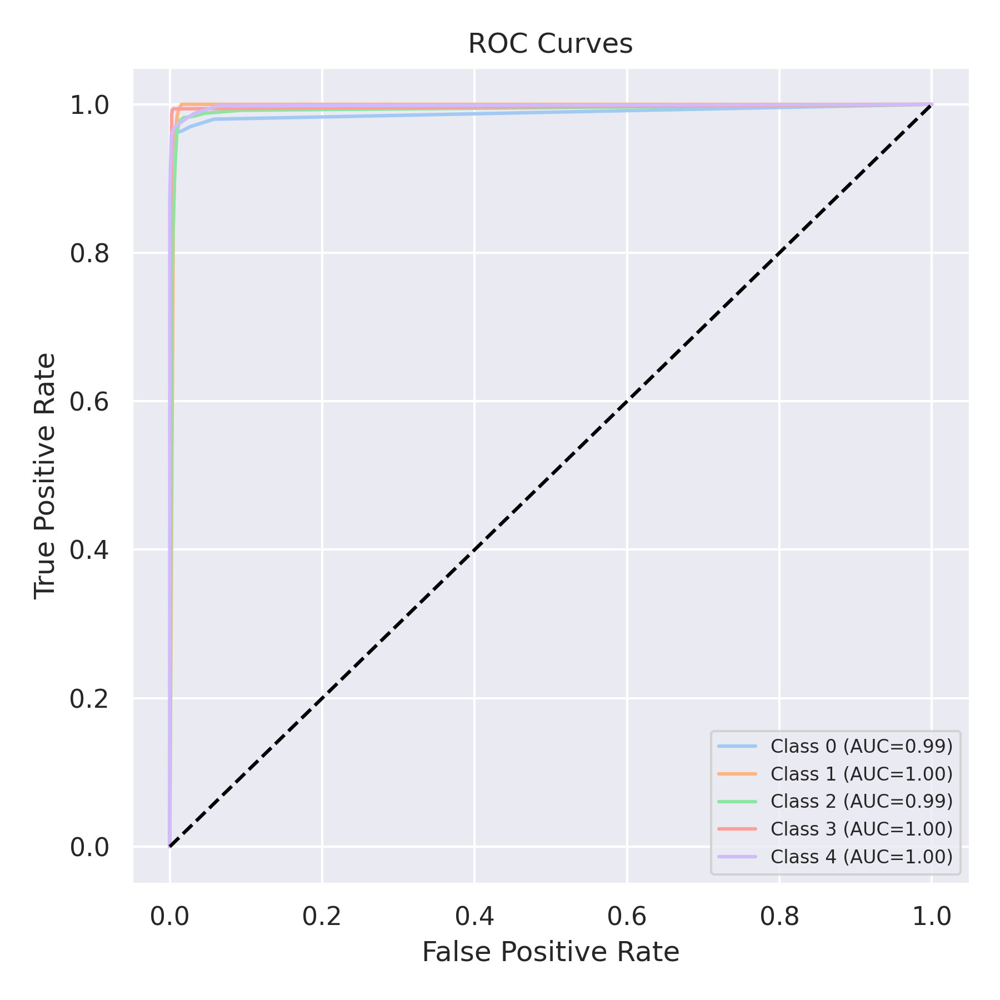 ROC Curves
1.0
0.8
0.6
0.4
0.2
0.0
True Positive Rate
Class 0 (AUC=0.99)
Class 1 (AUC=1.00)
Class 2 (AUC=0.99)
Class 3 (AUC=1.00)
Class 4 (AUC=1.00)
0.0 0.2 0.4 0.6 0.8 1.0
False Positive Rate